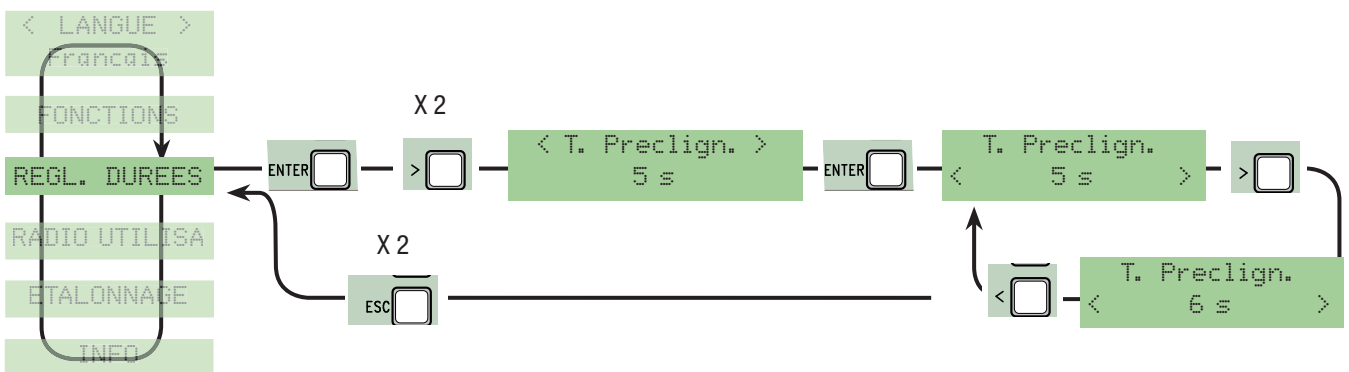 < LANGUE >
Francais
FONCTIONS
REGL. DUREES
RADIO UTILISA
ETALONNAGE
INFO
ENTER
X 2
>
< T. Preclign. >
5 s
ENTER
T. Preclign.
< 5 s >
>
T. Preclign.
< 6 s >
<
X 2
ESC